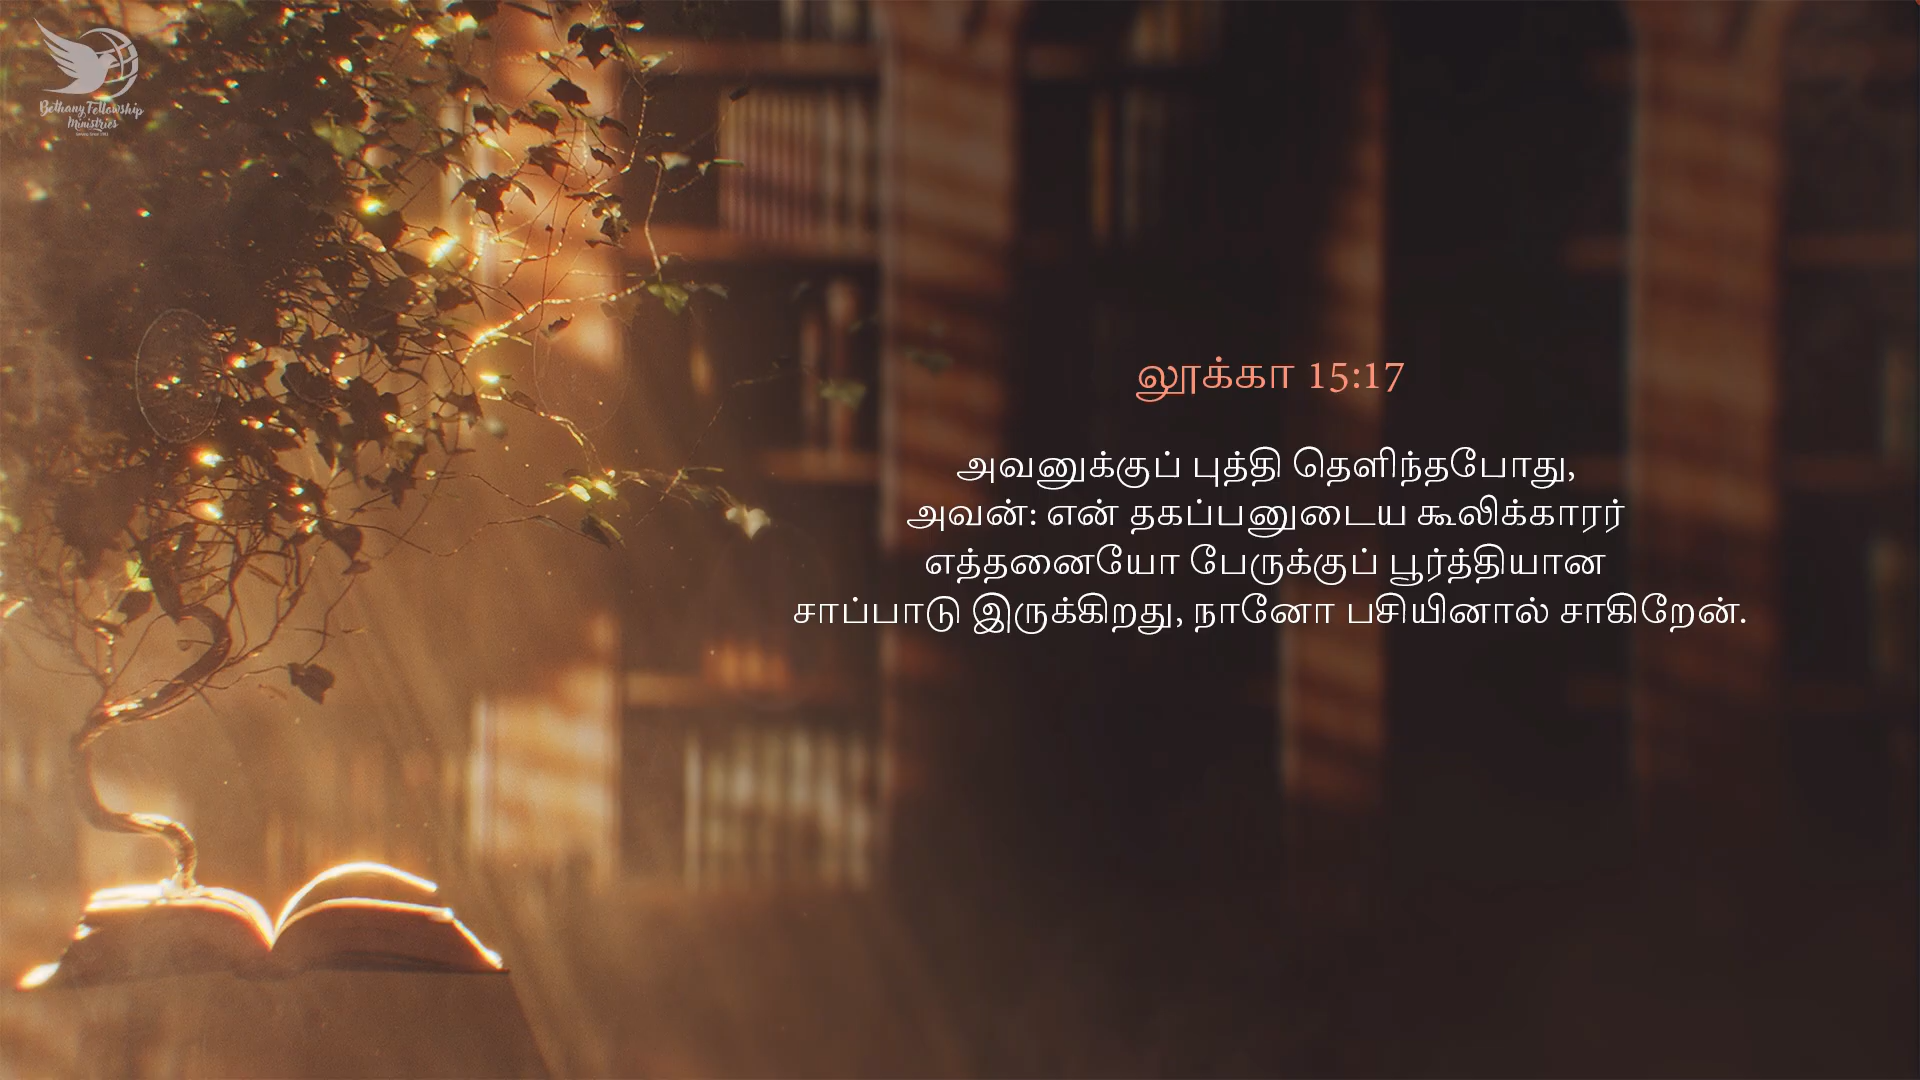 Bethany Fellowship
Ministries
லூக்கா 15:17
அவனுக்குப் புத்தி தெளிந்தபோது,
அவன்: என் தகப்பனுடைய கூலிக்காரர்
எத்தனையோ பேருக்குப் பூர்த்தியான
சாப்பாடு இருக்கிறது, நானோ பசியினால் சாகிறேன்.